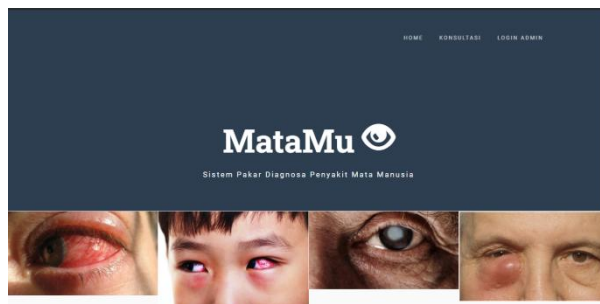 HOME KONSULTASI LOGIN ADMIN
MataMu
Sistem Pakar Diagnosa Penyakit Mata Manusia